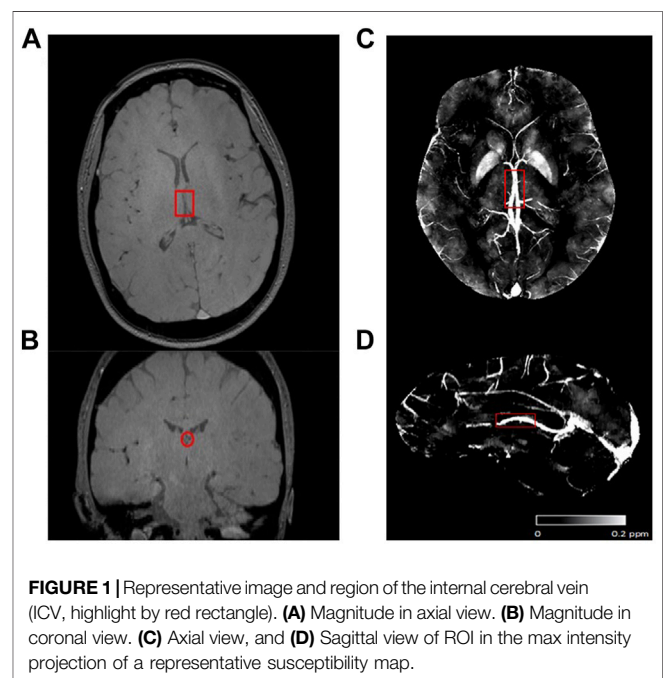 A
C
B
D
0 0.2 ppm
FIGURE 1 | Representative image and region of the internal cerebral vein
(ICV, highlight by red rectangle). (A) Magnitude in axial view. (B) Magnitude in
coronal view. (C) Axial view, and (D) Sagittal view of ROI in the max intensity
projection of a representative susceptibility map.